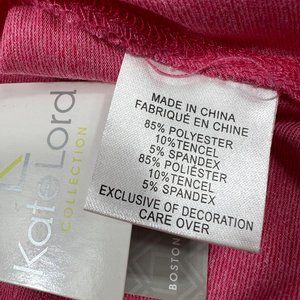 MADE IN CHINA
FABRIQUÉ EN CHINE
85% POLYESTER
10%TENCEL
5% SPANDEX
85% POLIÉSTER
10%TENCEL
5% SPANDEX
EXCLUSIVE OF DECORATION
CARE OVER
Kate Lord
COLLECTION
BOSTON